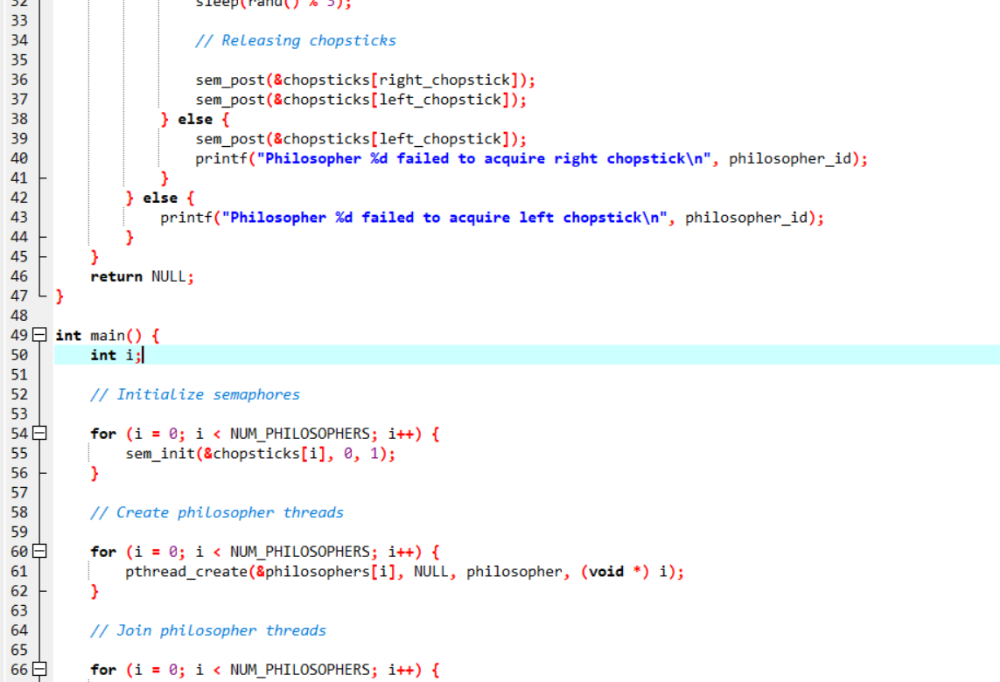 32 sleep(rand() % 3);
33
34 // Releasing chopsticks
35
36 sem_post(&chopsticks[right_chopstick]);
37 sem_post(&chopsticks[left_chopstick]);
38 } else {
39 sem_post(&chopsticks[left_chopstick]);
40 printf("Philosopher %d failed to acquire right chopstick\n", philosopher_id);
41 }
42 } else {
43 printf("Philosopher %d failed to acquire left chopstick\n", philosopher_id);
44 }
45 }
46 return NULL;
47 }
48
49 int main() {
50 int i;
51
52 // Initialize semaphores
53
54 for (i = 0; i < NUM_PHILOSOPHERS; i++) {
55 sem_init(&chopsticks[i], 0, 1);
56 }
57
58 // Create philosopher threads
59
60 for (i = 0; i < NUM_PHILOSOPHERS; i++) {
61 pthread_create(&philosophers[i], NULL, philosopher, (void *) i);
62 }
63
64 // Join philosopher threads
65
66 for (i = 0; i < NUM_PHILOSOPHERS; i++) {